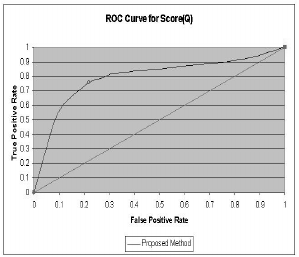 ROC Curve for Score(Q)
True Positive Rate
1
0.9
0.8
0.7
0.6
0.5
0.4
0.3
0.2
0.1
0
0 0.1 0.2 0.3 0.4 0.5 0.6 0.7 0.8 0.9 1
False Positive Rate
Proposed Method